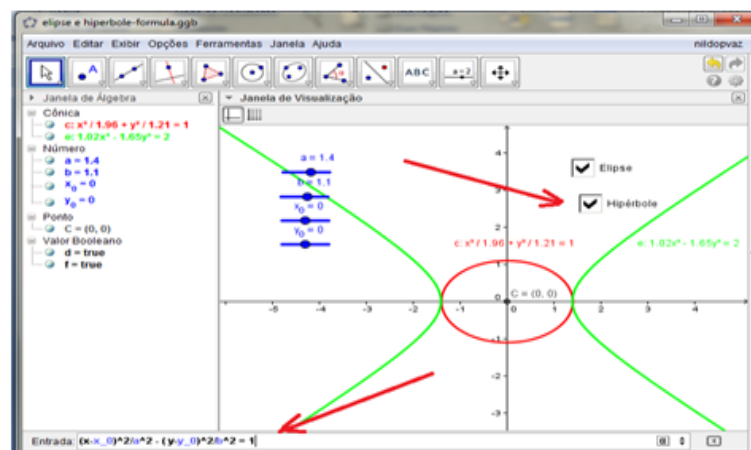 elipse e hiperbole-formula.ggb
Arquivo Editar Exibir Opções Ferramentas Janela Ajuda
nildopvaz
A
ABC
a=2
Janela de Álgebra
Janela de Visualização
Cônica
c: x² / 1.96 + y² / 1.21 = 1
e: 1.02x² - 1.65y² = 2
Número
a = 1.4
b = 1.1
x₀ = 0
y₀ = 0
Ponto
C = (0, 0)
Valor Booleano
d = true
f = true
a = 1.4
b = 1.1
x₀ = 0
y₀ = 0
Elipse
Hipérbole
c: x² / 1.96 + y² / 1.21 = 1
e: 1.02x² - 1.65y² = 2
C = (0, 0)
4
3
2
1
0
-1
-2
-3
-5 -4 -3 -2 -1 0 1 2 3 4
Entrada: (x-x_0)^2/a^2 - (y-y_0)^2/b^2 = 1